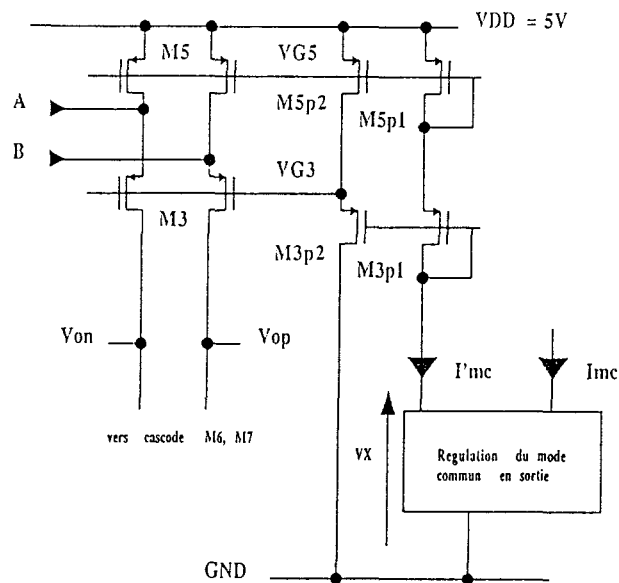 VDD = 5V
M5
VG5
A
M5p2
M5p1
B
VG3
M3
M3p2
M3p1
Von
Vop
I'mc
Imc
vers cascode M6, M7
VX
Regulation du mode
commun en sortie
GND